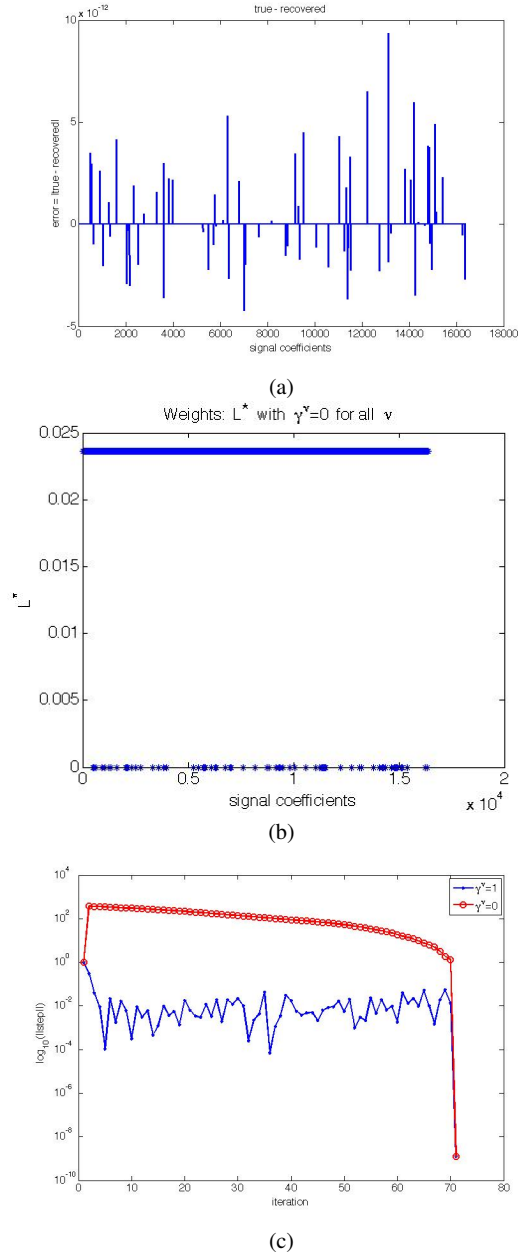 true - recovered
x 10^-12
10
5
0
-5
error = |true - recovered|
0 2000 4000 6000 8000 10000 12000 14000 16000 18000
signal coefficients
(a)
Weights: L* with γ^ν=0 for all ν
0.025
0.02
0.015
0.01
0.005
0
L*
0 0.5 1 1.5 2
signal coefficients
x 10^4
(b)
10^4
10^2
10^0
10^-2
10^-4
10^-6
10^-8
10^-10
log10(||step||)
γ^ν=1
γ^ν=0
0 10 20 30 40 50 60 70 80
iteration
(c)